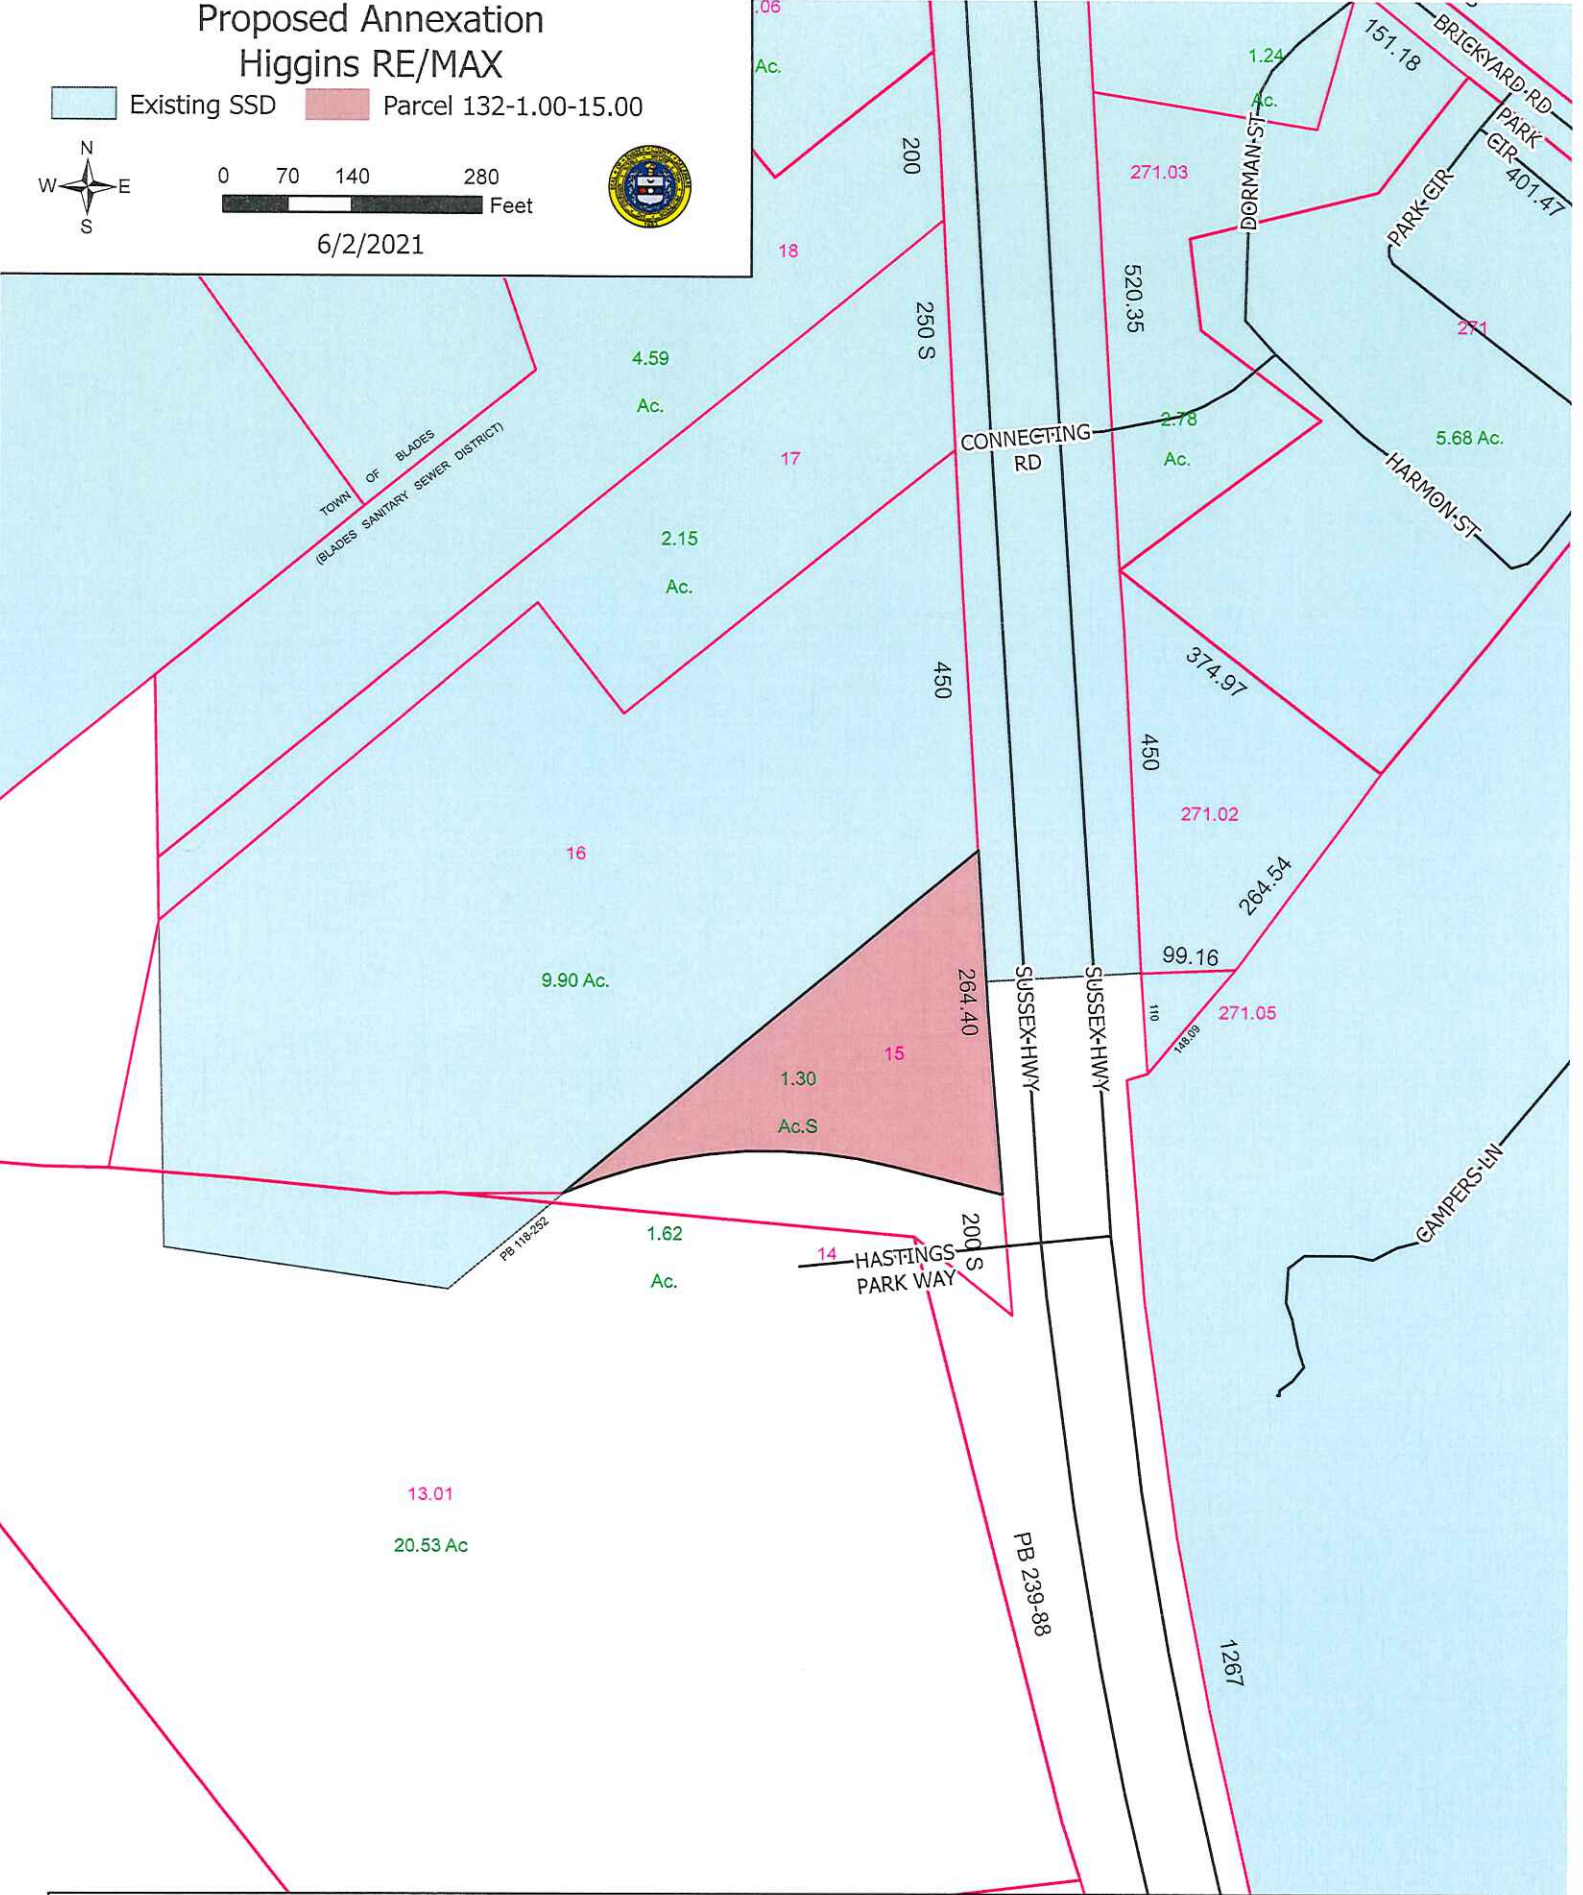 Proposed Annexation
Higgins RE/MAX
Existing SSD
Parcel 132-1.00-15.00
N
W E
S
0 70 140 280
Feet
6/2/2021
.06
Ac.
18
200
250 S
4.59
Ac.
17
2.15
Ac.
TOWN OF BLADES
(BLADES SANITARY SEWER DISTRICT)
1.24
Ac.
151.18
BRICKYARD RD
PARK
CIR
401.47
PARK CIR
DORMAN ST
271.03
520.35
271
CONNECTING
RD
2.78
Ac.
5.68 Ac.
HARMON ST
450
374.97
450
271.02
264.54
16
9.90 Ac.
264.40
15
1.30
Ac.S
SUSSEX HWY
SUSSEX HWY
99.16
110
271.05
148.09
CAMPERS LN
PB 118-252
1.62
Ac.
14
HASTINGS
PARK WAY
200 S
13.01
20.53 Ac
PB 239-88
1267